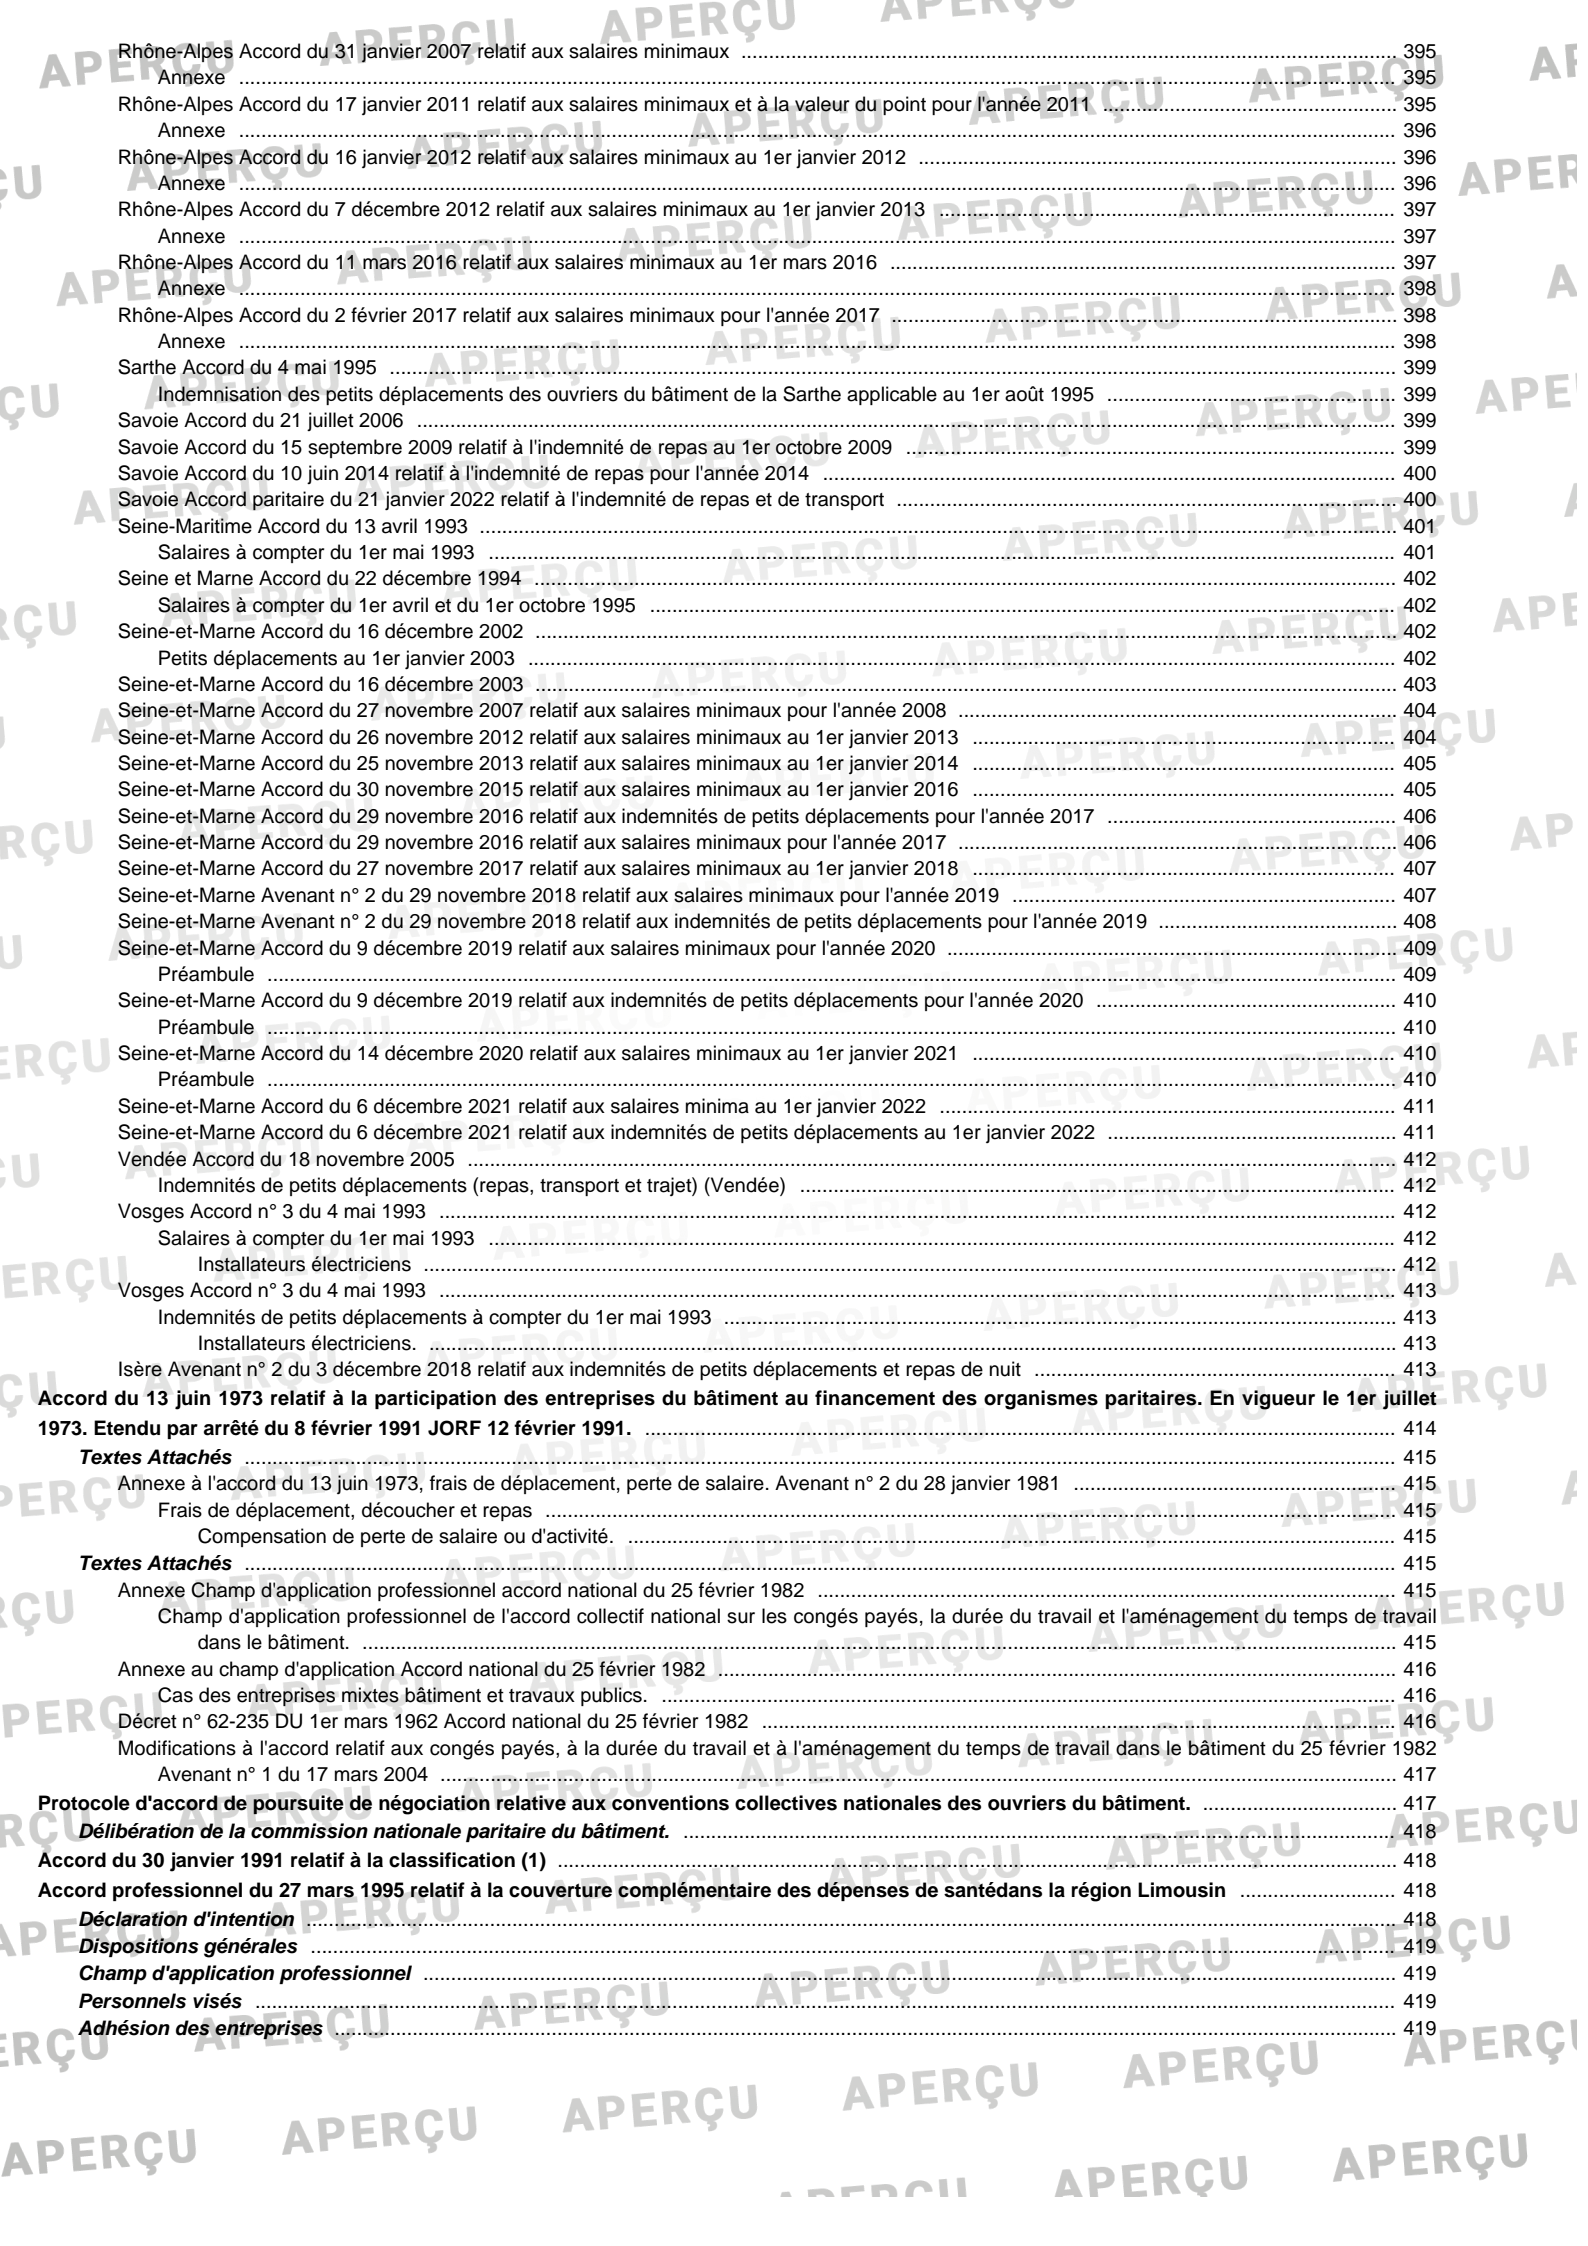 Rhône-Alpes Accord du 31 janvier 2007 relatif aux salaires minimaux ... 395
Annexe ... 395
Rhône-Alpes Accord du 17 janvier 2011 relatif aux salaires minimaux et à la valeur du point pour l'année 2011 ... 395
Annexe ... 396
Rhône-Alpes Accord du 16 janvier 2012 relatif aux salaires minimaux au 1er janvier 2012 ... 396
Annexe ... 396
Rhône-Alpes Accord du 7 décembre 2012 relatif aux salaires minimaux au 1er janvier 2013 ... 397
Annexe ... 397
Rhône-Alpes Accord du 11 mars 2016 relatif aux salaires minimaux au 1er mars 2016 ... 397
Annexe ... 398
Rhône-Alpes Accord du 2 février 2017 relatif aux salaires minimaux pour l'année 2017 ... 398
Annexe ... 398
Sarthe Accord du 4 mai 1995 ... 399
Indemnisation des petits déplacements des ouvriers du bâtiment de la Sarthe applicable au 1er août 1995 ... 399
Savoie Accord du 21 juillet 2006 ... 399
Savoie Accord du 15 septembre 2009 relatif à l'indemnité de repas au 1er octobre 2009 ... 399
Savoie Accord du 10 juin 2014 relatif à l'indemnité de repas pour l'année 2014 ... 400
Savoie Accord paritaire du 21 janvier 2022 relatif à l'indemnité de repas et de transport ... 400
Seine-Maritime Accord du 13 avril 1993 ... 401
Salaires à compter du 1er mai 1993 ... 401
Seine et Marne Accord du 22 décembre 1994 ... 402
Salaires à compter du 1er avril et du 1er octobre 1995 ... 402
Seine-et-Marne Accord du 16 décembre 2002 ... 402
Petits déplacements au 1er janvier 2003 ... 402
Seine-et-Marne Accord du 16 décembre 2003 ... 403
Seine-et-Marne Accord du 27 novembre 2007 relatif aux salaires minimaux pour l'année 2008 ... 404
Seine-et-Marne Accord du 26 novembre 2012 relatif aux salaires minimaux au 1er janvier 2013 ... 404
Seine-et-Marne Accord du 25 novembre 2013 relatif aux salaires minimaux au 1er janvier 2014 ... 405
Seine-et-Marne Accord du 30 novembre 2015 relatif aux salaires minimaux au 1er janvier 2016 ... 405
Seine-et-Marne Accord du 29 novembre 2016 relatif aux indemnités de petits déplacements pour l'année 2017 ... 406
Seine-et-Marne Accord du 29 novembre 2016 relatif aux salaires minimaux pour l'année 2017 ... 406
Seine-et-Marne Accord du 27 novembre 2017 relatif aux salaires minimaux au 1er janvier 2018 ... 407
Seine-et-Marne Avenant n° 2 du 29 novembre 2018 relatif aux salaires minimaux pour l'année 2019 ... 407
Seine-et-Marne Avenant n° 2 du 29 novembre 2018 relatif aux indemnités de petits déplacements pour l'année 2019 ... 408
Seine-et-Marne Accord du 9 décembre 2019 relatif aux salaires minimaux pour l'année 2020 ... 409
Préambule ... 409
Seine-et-Marne Accord du 9 décembre 2019 relatif aux indemnités de petits déplacements pour l'année 2020 ... 410
Préambule ... 410
Seine-et-Marne Accord du 14 décembre 2020 relatif aux salaires minimaux au 1er janvier 2021 ... 410
Préambule ... 410
Seine-et-Marne Accord du 6 décembre 2021 relatif aux salaires minima au 1er janvier 2022 ... 411
Seine-et-Marne Accord du 6 décembre 2021 relatif aux indemnités de petits déplacements au 1er janvier 2022 ... 411
Vendée Accord du 18 novembre 2005 ... 412
Indemnités de petits déplacements (repas, transport et trajet) (Vendée) ... 412
Vosges Accord n° 3 du 4 mai 1993 ... 412
Salaires à compter du 1er mai 1993 ... 412
Installateurs électriciens ... 412
Vosges Accord n° 3 du 4 mai 1993 ... 413
Indemnités de petits déplacements à compter du 1er mai 1993 ... 413
Installateurs électriciens. ... 413
Isère Avenant n° 2 du 3 décembre 2018 relatif aux indemnités de petits déplacements et repas de nuit ... 413
Accord du 13 juin 1973 relatif à la participation des entreprises du bâtiment au financement des organismes paritaires. En vigueur le 1er juillet
1973. Etendu par arrêté du 8 février 1991 JORF 12 février 1991. ... 414
Textes Attachés ... 415
Annexe à l'accord du 13 juin 1973, frais de déplacement, perte de salaire. Avenant n° 2 du 28 janvier 1981 ... 415
Frais de déplacement, découcher et repas ... 415
Compensation de perte de salaire ou d'activité. ... 415
Textes Attachés ... 415
Annexe Champ d'application professionnel accord national du 25 février 1982 ... 415
Champ d'application professionnel de l'accord collectif national sur les congés payés, la durée du travail et l'aménagement du temps de travail
dans le bâtiment. ... 415
Annexe au champ d'application Accord national du 25 février 1982 ... 416
Cas des entreprises mixtes bâtiment et travaux publics. ... 416
Décret n° 62-235 DU 1er mars 1962 Accord national du 25 février 1982 ... 416
Modifications à l'accord relatif aux congés payés, à la durée du travail et à l'aménagement du temps de travail dans le bâtiment du 25 février 1982
Avenant n° 1 du 17 mars 2004 ... 417
Protocole d'accord de poursuite de négociation relative aux conventions collectives nationales des ouvriers du bâtiment. ... 417
Délibération de la commission nationale paritaire du bâtiment. ... 418
Accord du 30 janvier 1991 relatif à la classification (1) ... 418
Accord professionnel du 27 mars 1995 relatif à la couverture complémentaire des dépenses de santédans la région Limousin ... 418
Déclaration d'intention ... 418
Dispositions générales ... 419
Champ d'application professionnel ... 419
Personnels visés ... 419
Adhésion des entreprises ... 419
APERÇU